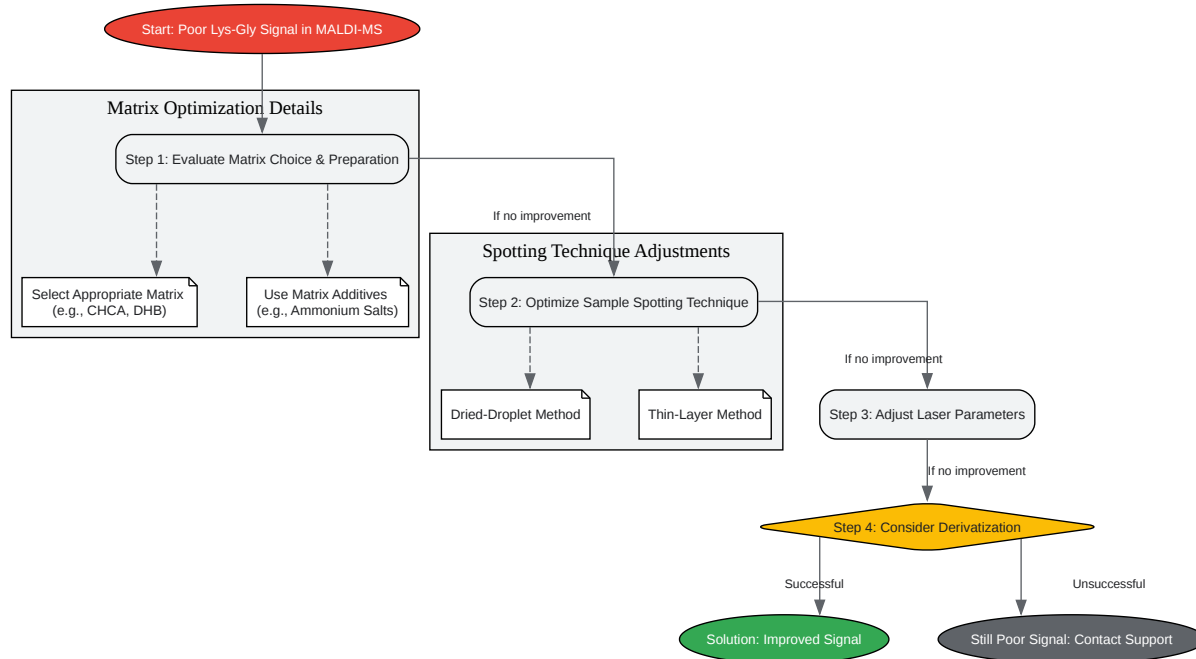 Start: Poor Lys-Gly Signal in MALDI-MS
Matrix Optimization Details
Step 1: Evaluate Matrix Choice & Preparation
If no improvement
Select Appropriate Matrix
(e.g., CHCA, DHB)
Use Matrix Additives
(e.g., Ammonium Salts)
Spotting Technique Adjustments
Step 2: Optimize Sample Spotting Technique
If no improvement
Dried-Droplet Method
Thin-Layer Method
Step 3: Adjust Laser Parameters
If no improvement
Step 4: Consider Derivatization
Successful
Unsuccessful
Solution: Improved Signal
Still Poor Signal: Contact Support